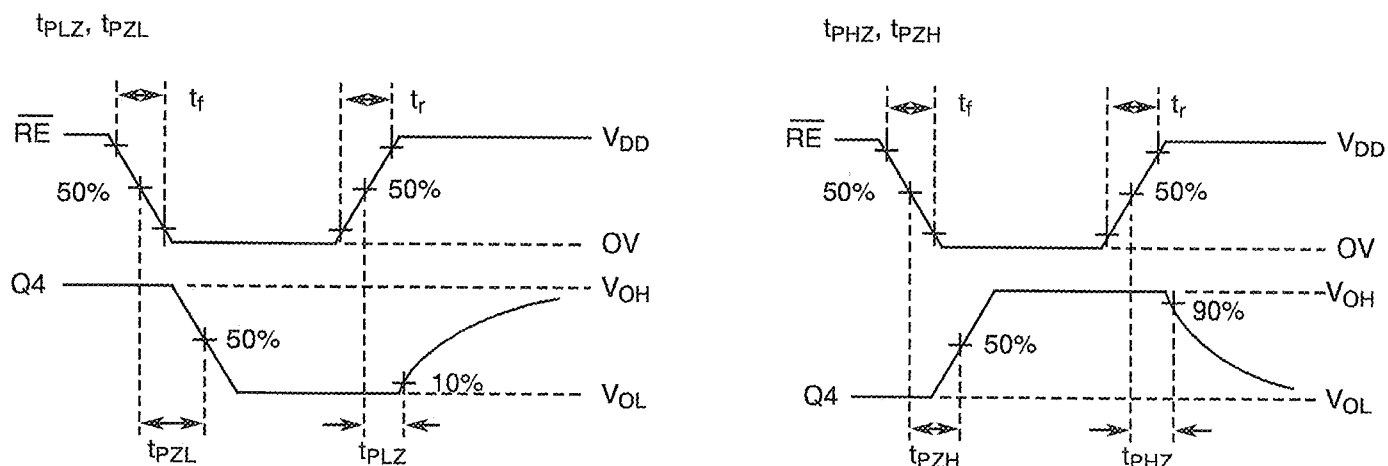 tPLZ, tPZL
tf
tr
RE
VDD
50%
50%
OV
Q4
VOH
50%
10%
VOL
tPZL
tPLZ
tPHZ, tPZH
tf
tr
RE
VDD
50%
50%
OV
VOH
90%
50%
Q4
VOL
tPZH
tPHZ